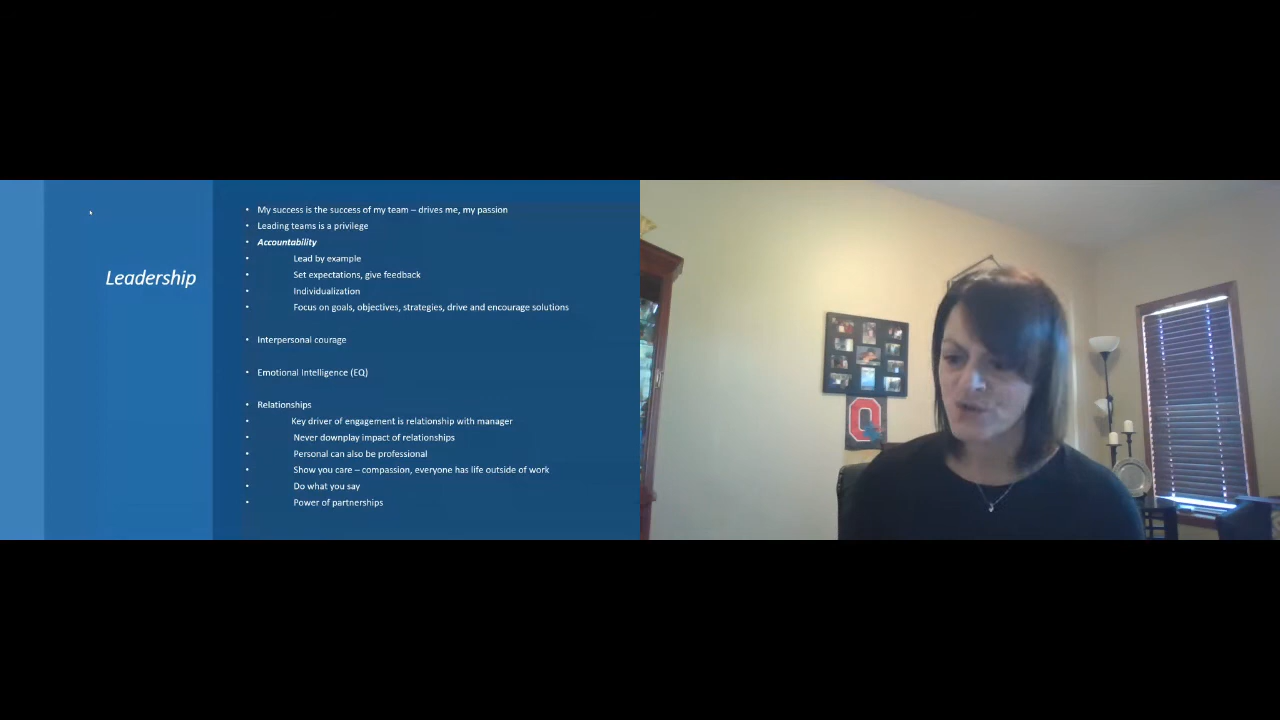 Leadership
• My success is the success of my team – drives me, my passion
• Leading teams is a privilege
• Accountability
• Lead by example
• Set expectations, give feedback
• Individualization
• Focus on goals, objectives, strategies, drive and encourage solutions
• Interpersonal courage
• Emotional Intelligence (EQ)
• Relationships
• Key driver of engagement is relationship with manager
• Never downplay impact of relationships
• Personal can also be professional
• Show you care – compassion, everyone has life outside of work
• Do what you say
• Power of partnerships
O